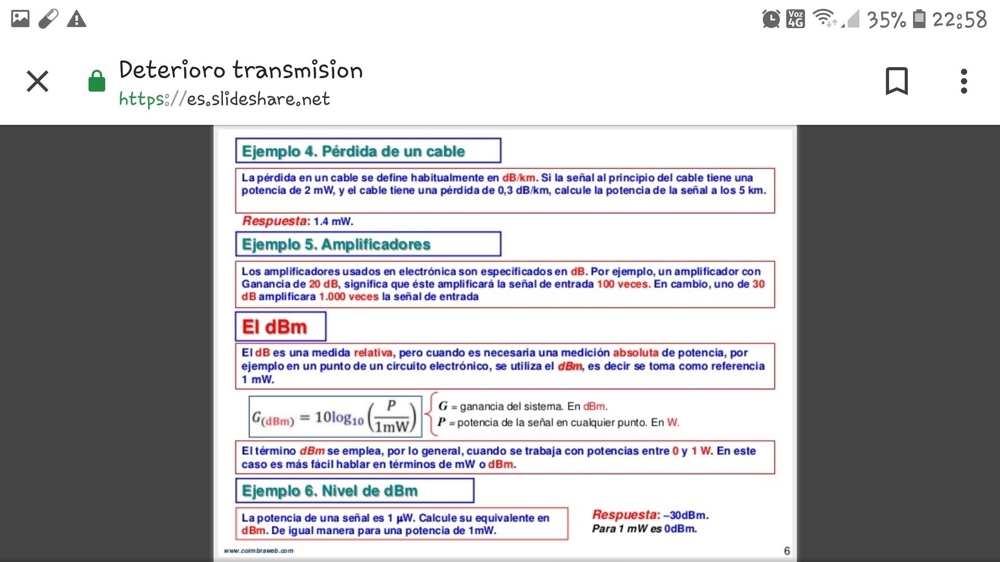 Voz 4G 35% 22:58
Deterioro transmision
https://es.slideshare.net
Ejemplo 4. Pérdida de un cable
La pérdida en un cable se define habitualmente en dB/km. Si la señal al principio del cable tiene una
potencia de 2 mW, y el cable tiene una pérdida de 0,3 dB/km, calcule la potencia de la señal a los 5 km.
Respuesta: 1.4 mW.
Ejemplo 5. Amplificadores
Los amplificadores usados en electrónica son especificados en dB. Por ejemplo, un amplificador con
Ganancia de 20 dB, significa que éste amplificará la señal de entrada 100 veces. En cambio, uno de 30
dB amplificara 1.000 veces la señal de entrada
El dBm
El dB es una medida relativa, pero cuando es necesaria una medición absoluta de potencia, por
ejemplo en un punto de un circuito electrónico, se utiliza el dBm, es decir se toma como referencia
1 mW.
G(dBm) = 10log10 (P/1mW)
G = ganancia del sistema. En dBm.
P = potencia de la señal en cualquier punto. En W.
El término dBm se emplea, por lo general, cuando se trabaja con potencias entre 0 y 1 W. En este
caso es más fácil hablar en términos de mW o dBm.
Ejemplo 6. Nivel de dBm
La potencia de una señal es 1 µW. Calcule su equivalente en
dBm. De igual manera para una potencia de 1mW.
Respuesta: –30dBm.
Para 1 mW es 0dBm.
www.coimbraweb.com
6